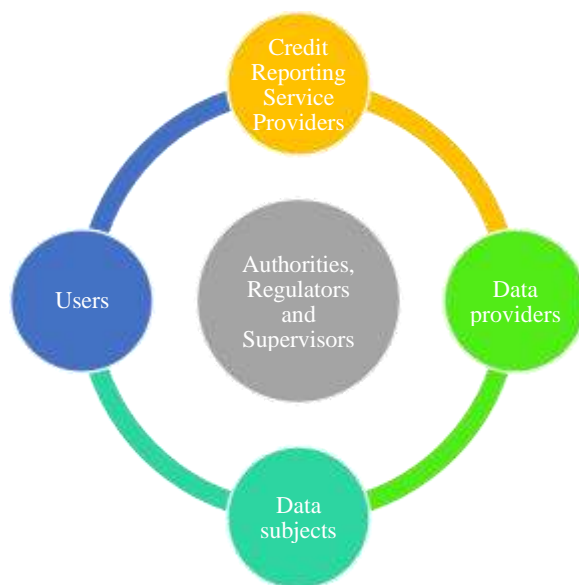 Credit
Reporting
Service
Providers
Authorities,
Regulators
and
Supervisors
Users
Data
providers
Data
subjects